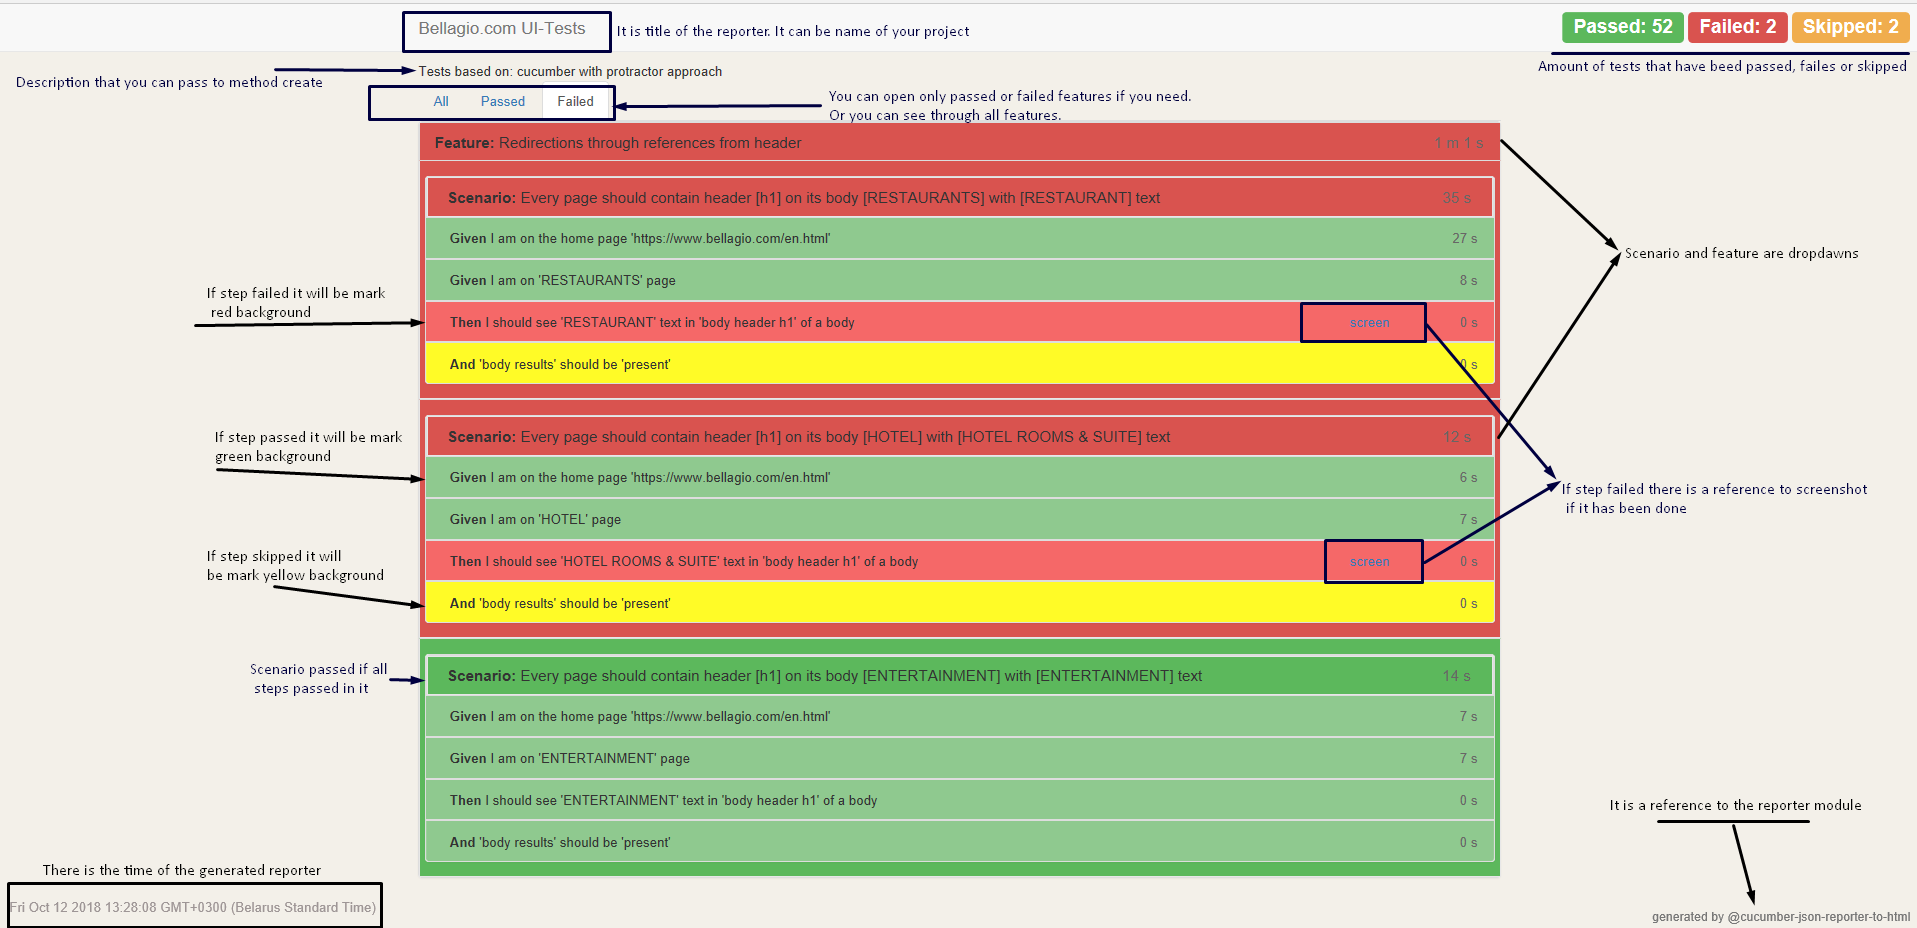 Bellagio.com UI-Tests
It is title of the reporter. It can be name of your project
Passed: 52 Failed: 2 Skipped: 2
Amount of tests that have beed passed, failes or skipped
Description that you can pass to method create
Tests based on: cucumber with protractor approach
All Passed Failed
You can open only passed or failed features if you need.
Or you can see through all features.
Feature: Redirections through references from header 1 m 1 s
Scenario: Every page should contain header [h1] on its body [RESTAURANTS] with [RESTAURANT] text 35 s
Given I am on the home page 'https://www.bellagio.com/en.html' 27 s
Scenario and feature are dropdawns
Given I am on 'RESTAURANTS' page 8 s
If step failed it will be mark
red background
Then I should see 'RESTAURANT' text in 'body header h1' of a body screen 0 s
And 'body results' should be 'present' 0 s
Scenario: Every page should contain header [h1] on its body [HOTEL] with [HOTEL ROOMS & SUITE] text 12 s
If step passed it will be mark
green background
Given I am on the home page 'https://www.bellagio.com/en.html' 6 s
If step failed there is a reference to screenshot
if it has been done
Given I am on 'HOTEL' page 7 s
If step skipped it will
be mark yellow background
Then I should see 'HOTEL ROOMS & SUITE' text in 'body header h1' of a body screen 0 s
And 'body results' should be 'present' 0 s
Scenario passed if all
steps passed in it
Scenario: Every page should contain header [h1] on its body [ENTERTAINMENT] with [ENTERTAINMENT] text 14 s
Given I am on the home page 'https://www.bellagio.com/en.html' 7 s
Given I am on 'ENTERTAINMENT' page 7 s
Then I should see 'ENTERTAINMENT' text in 'body header h1' of a body 0 s
And 'body results' should be 'present' 0 s
It is a reference to the reporter module
There is the time of the generated reporter
Fri Oct 12 2018 13:28:08 GMT+0300 (Belarus Standard Time)
generated by @cucumber-json-reporter-to-html